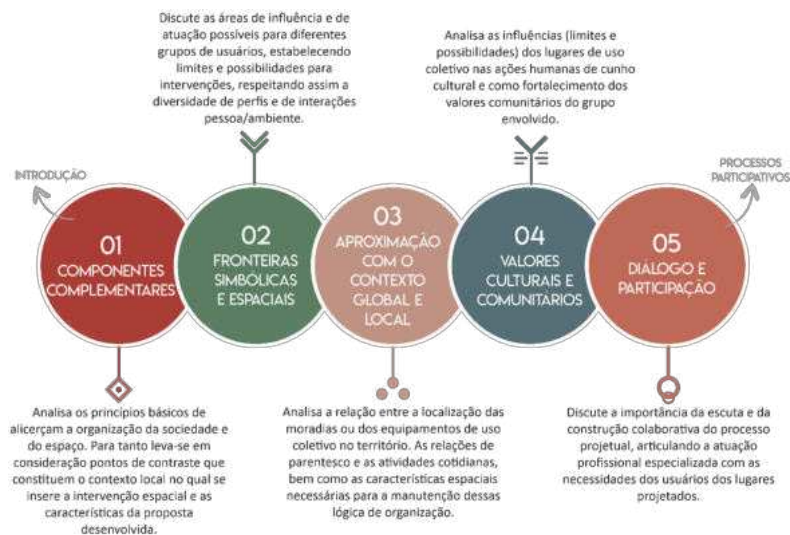 Discute as áreas de influência e de
atuação possíveis para diferentes
grupos de usuários, estabelecendo
limites e possibilidades para
intervenções, respeitando assim a
diversidade de perfis e de interações
pessoa/ambiente.
Analisa as influências (limites e
possibilidades) dos lugares de uso
coletivo nas ações humanas de cunho
cultural e como fortalecimento dos
valores comunitários do grupo
envolvido.
INTRODUÇÃO
PROCESSOS
PARTICIPATIVOS
01
COMPONENTES
COMPLEMENTARES
02
FRONTEIRAS
SIMBÓLICAS
E ESPACIAIS
03
APROXIMAÇÃO
COM O
CONTEXTO
GLOBAL E
LOCAL
04
VALORES
CULTURAIS E
COMUNITÁRIOS
05
DIÁLOGO E
PARTICIPAÇÃO
Analisa os princípios básicos de
alicerçam a organização da sociedade e
do espaço. Para tanto leva-se em
consideração pontos de contraste que
constituem o contexto local no qual se
insere a intervenção espacial e as
características da proposta
desenvolvida.
Analisa a relação entre a localização das
moradias ou dos equipamentos de uso
coletivo no território. As relações de
parentesco e as atividades cotidianas,
bem como as características espaciais
necessárias para a manutenção dessas
lógica de organização.
Discute a importância da escuta e da
construção colaborativa do processo
projetual, articulando a atuação
profissional especializada com as
necessidades dos usuários dos lugares
projetados.